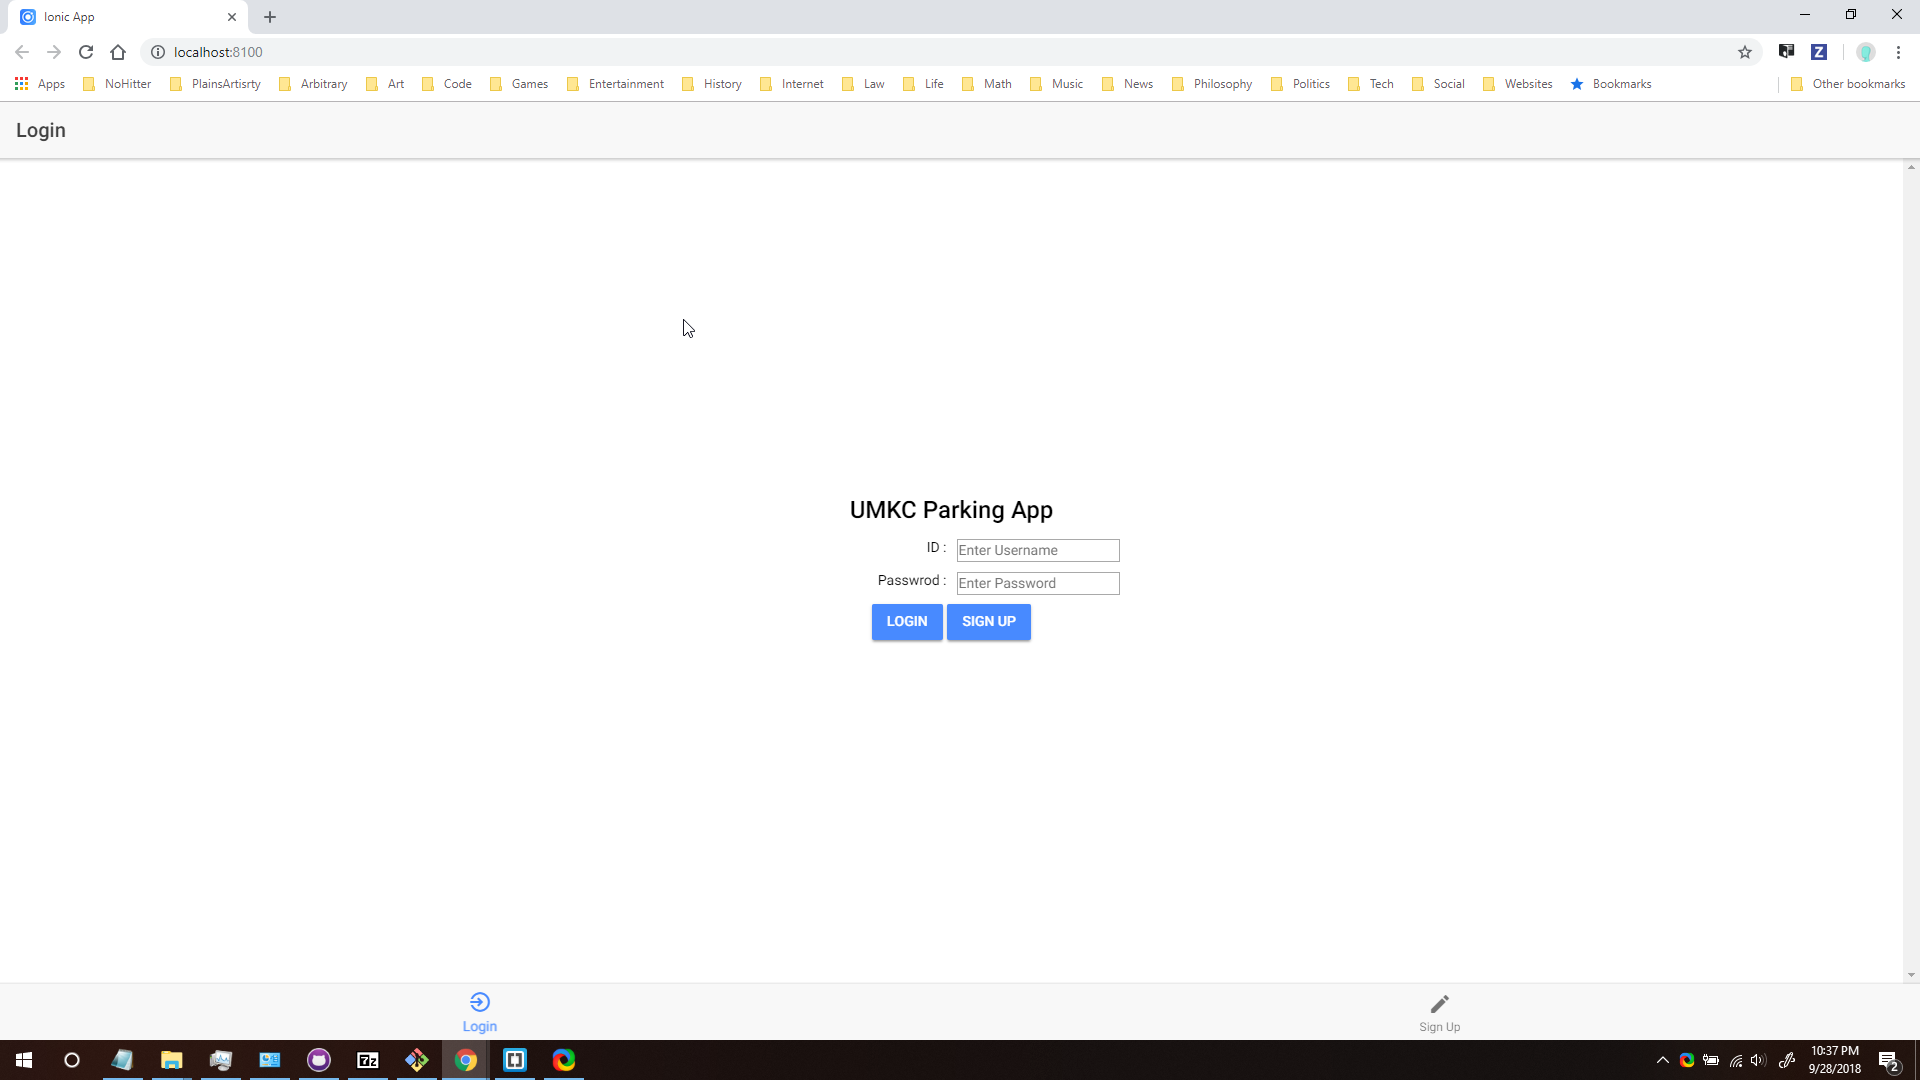 Ionic App
localhost:8100
Apps NoHitter PlainsArtisrty Arbitrary Art Code Games Entertainment History Internet Law Life Math Music News Philosophy Politics Tech Social Websites Bookmarks Other bookmarks
Login
UMKC Parking App
ID : Enter Username
Passwrod : Enter Password
LOGIN SIGN UP
Login Sign Up
7z
10:37 PM
9/28/2018
2
Z